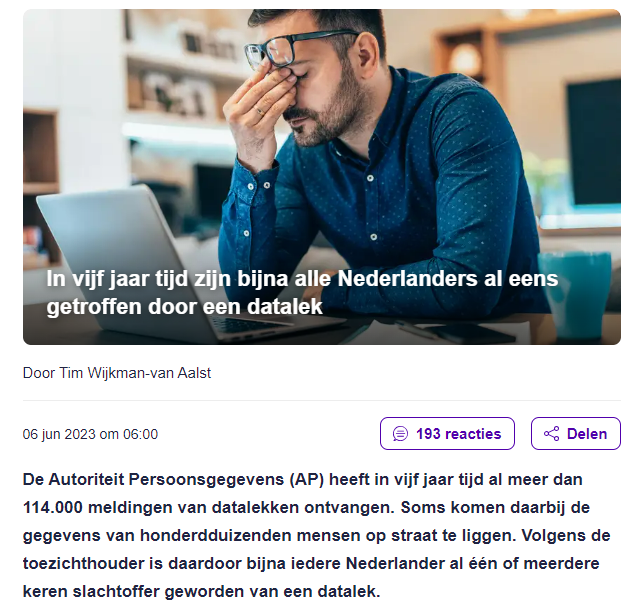 In vijf jaar tijd zijn bijna alle Nederlanders al eens
getroffen door een datalek
Door Tim Wijkman-van Aalst
06 jun 2023 om 06:00
193 reacties
Delen
De Autoriteit Persoonsgegevens (AP) heeft in vijf jaar tijd al meer dan
114.000 meldingen van datalekken ontvangen. Soms komen daarbij de
gegevens van honderdduizenden mensen op straat te liggen. Volgens de
toezichthouder is daardoor bijna iedere Nederlander al één of meerdere
keren slachtoffer geworden van een datalek.